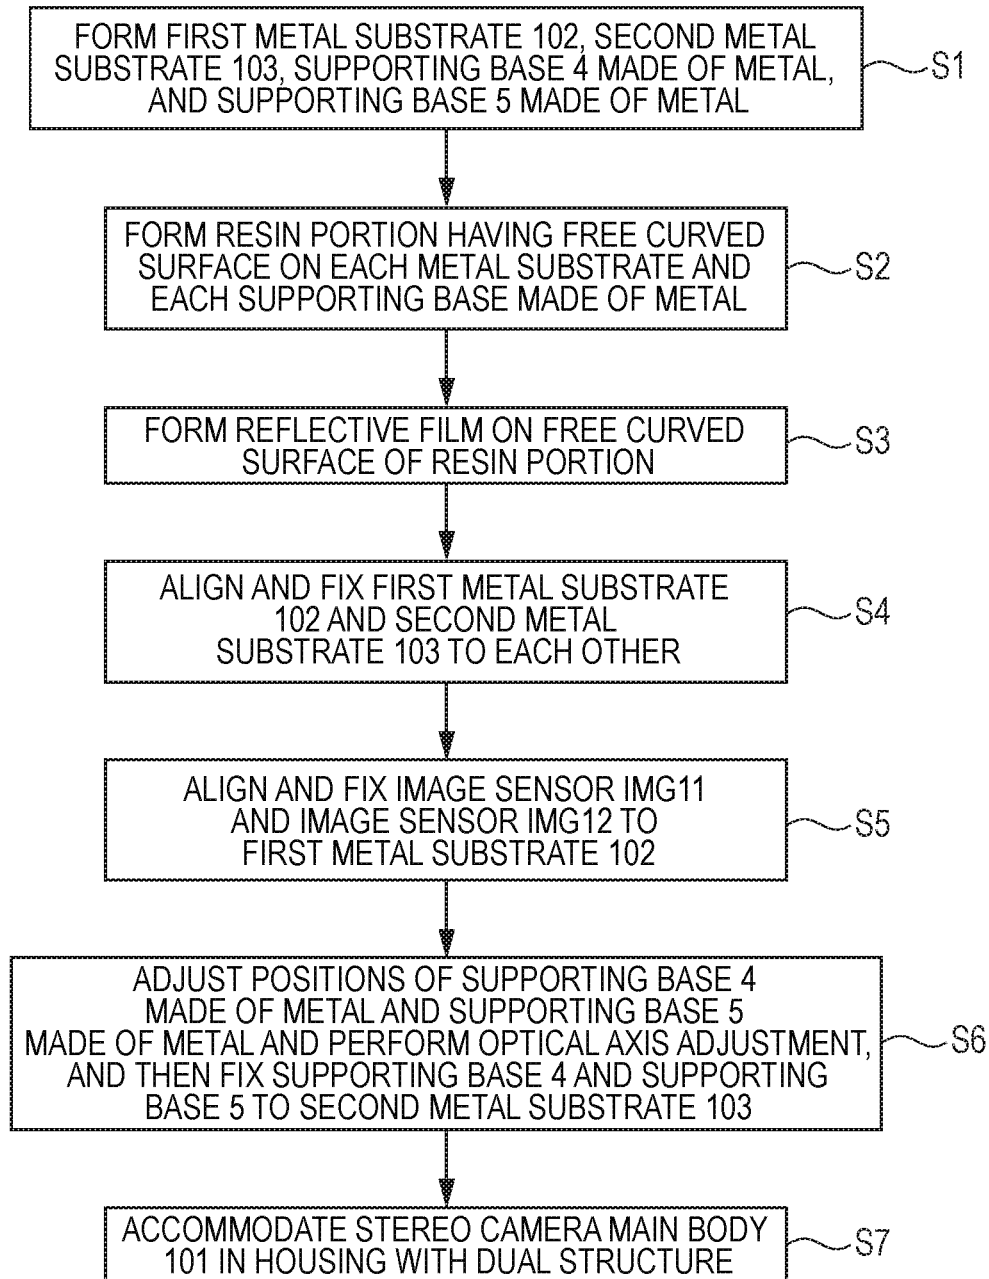 FORM FIRST METAL SUBSTRATE 102, SECOND METAL
SUBSTRATE 103, SUPPORTING BASE 4 MADE OF METAL,
AND SUPPORTING BASE 5 MADE OF METAL
S1
FORM RESIN PORTION HAVING FREE CURVED
SURFACE ON EACH METAL SUBSTRATE AND
EACH SUPPORTING BASE MADE OF METAL
S2
FORM REFLECTIVE FILM ON FREE CURVED
SURFACE OF RESIN PORTION
S3
ALIGN AND FIX FIRST METAL SUBSTRATE
102 AND SECOND METAL
SUBSTRATE 103 TO EACH OTHER
S4
ALIGN AND FIX IMAGE SENSOR IMG11
AND IMAGE SENSOR IMG12 TO
FIRST METAL SUBSTRATE 102
S5
ADJUST POSITIONS OF SUPPORTING BASE 4
MADE OF METAL AND SUPPORTING BASE 5
MADE OF METAL AND PERFORM OPTICAL AXIS ADJUSTMENT,
AND THEN FIX SUPPORTING BASE 4 AND SUPPORTING
BASE 5 TO SECOND METAL SUBSTRATE 103
S6
ACCOMMODATE STEREO CAMERA MAIN BODY
101 IN HOUSING WITH DUAL STRUCTURE
S7